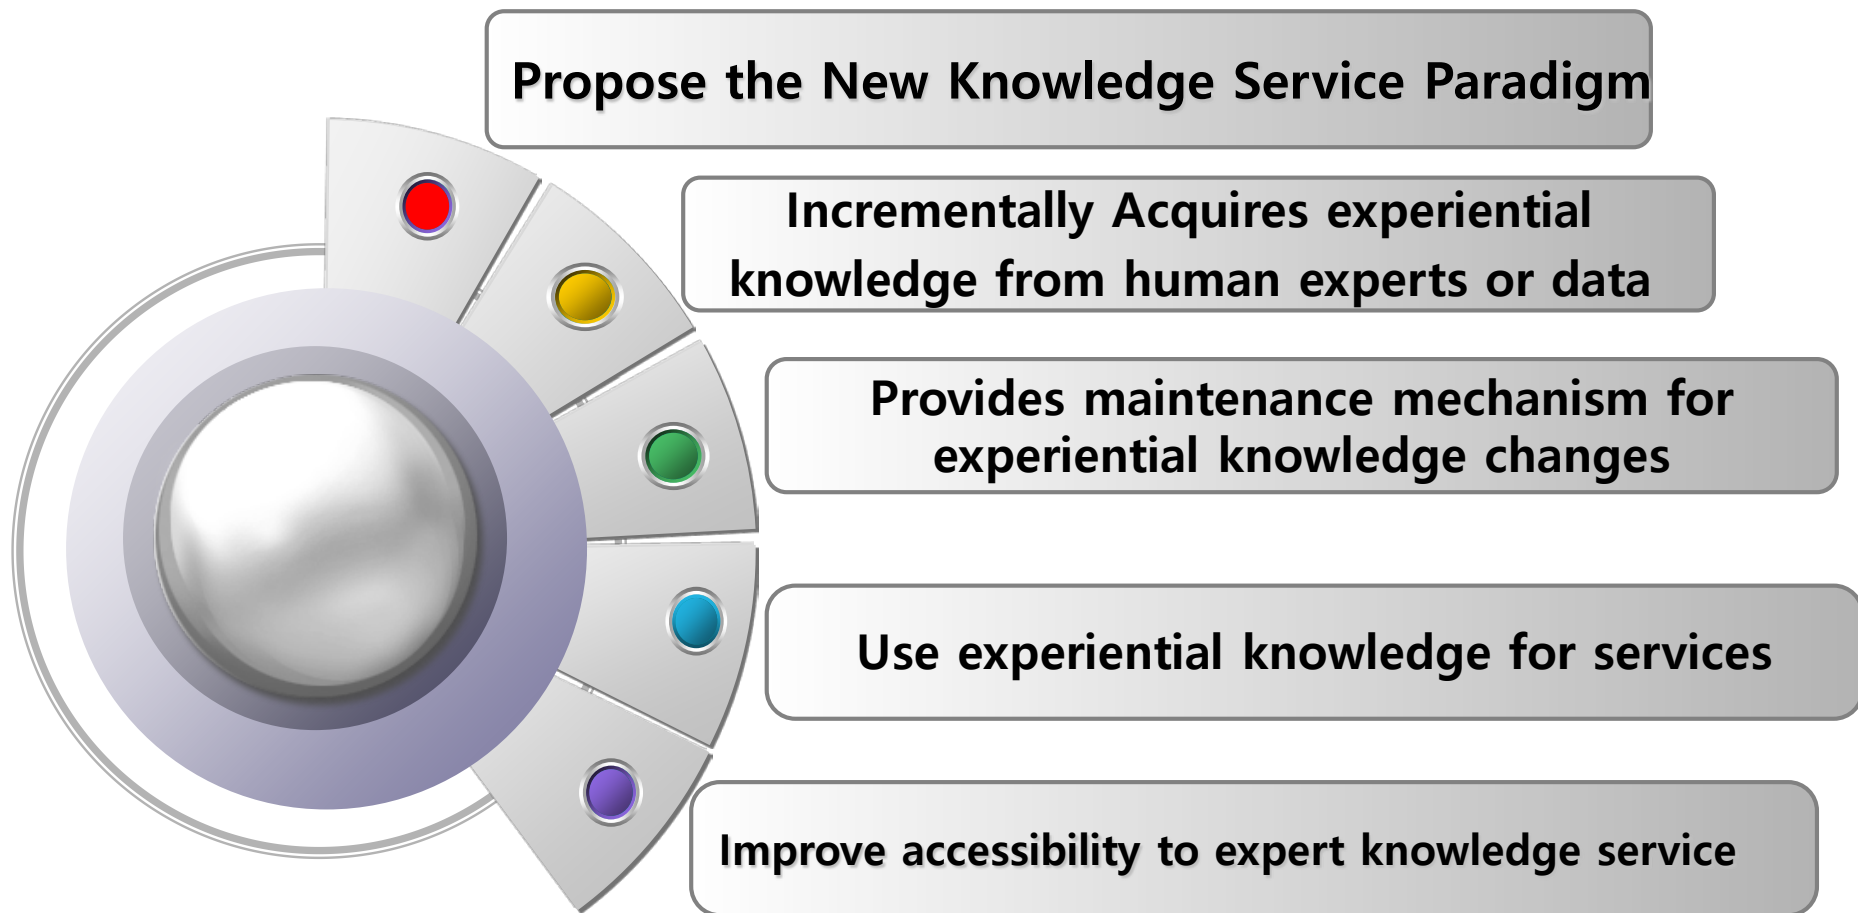 Propose the New Knowledge Service Paradigm
Incrementally Acquires experiential
knowledge from human experts or data
Provides maintenance mechanism for
experiential knowledge changes
Use experiential knowledge for services
Improve accessibility to expert knowledge service